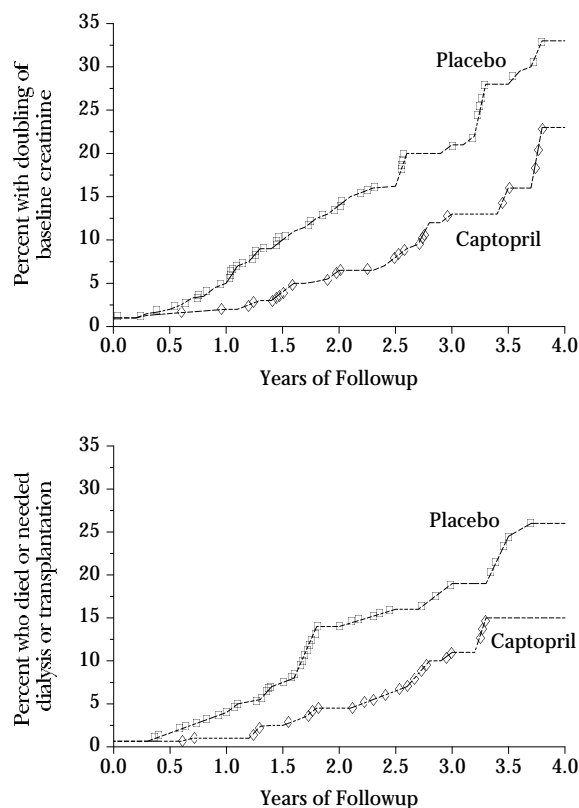 35
30
25
20
15
10
5
0
Percent with doubling of
baseline creatinine
Placebo
Captopril
0.0 0.5 1.0 1.5 2.0 2.5 3.0 3.5 4.0
Years of Followup
35
30
25
20
15
10
5
0
Percent who died or needed
dialysis or transplantation
Placebo
Captopril
0.0 0.5 1.0 1.5 2.0 2.5 3.0 3.5 4.0
Years of Followup